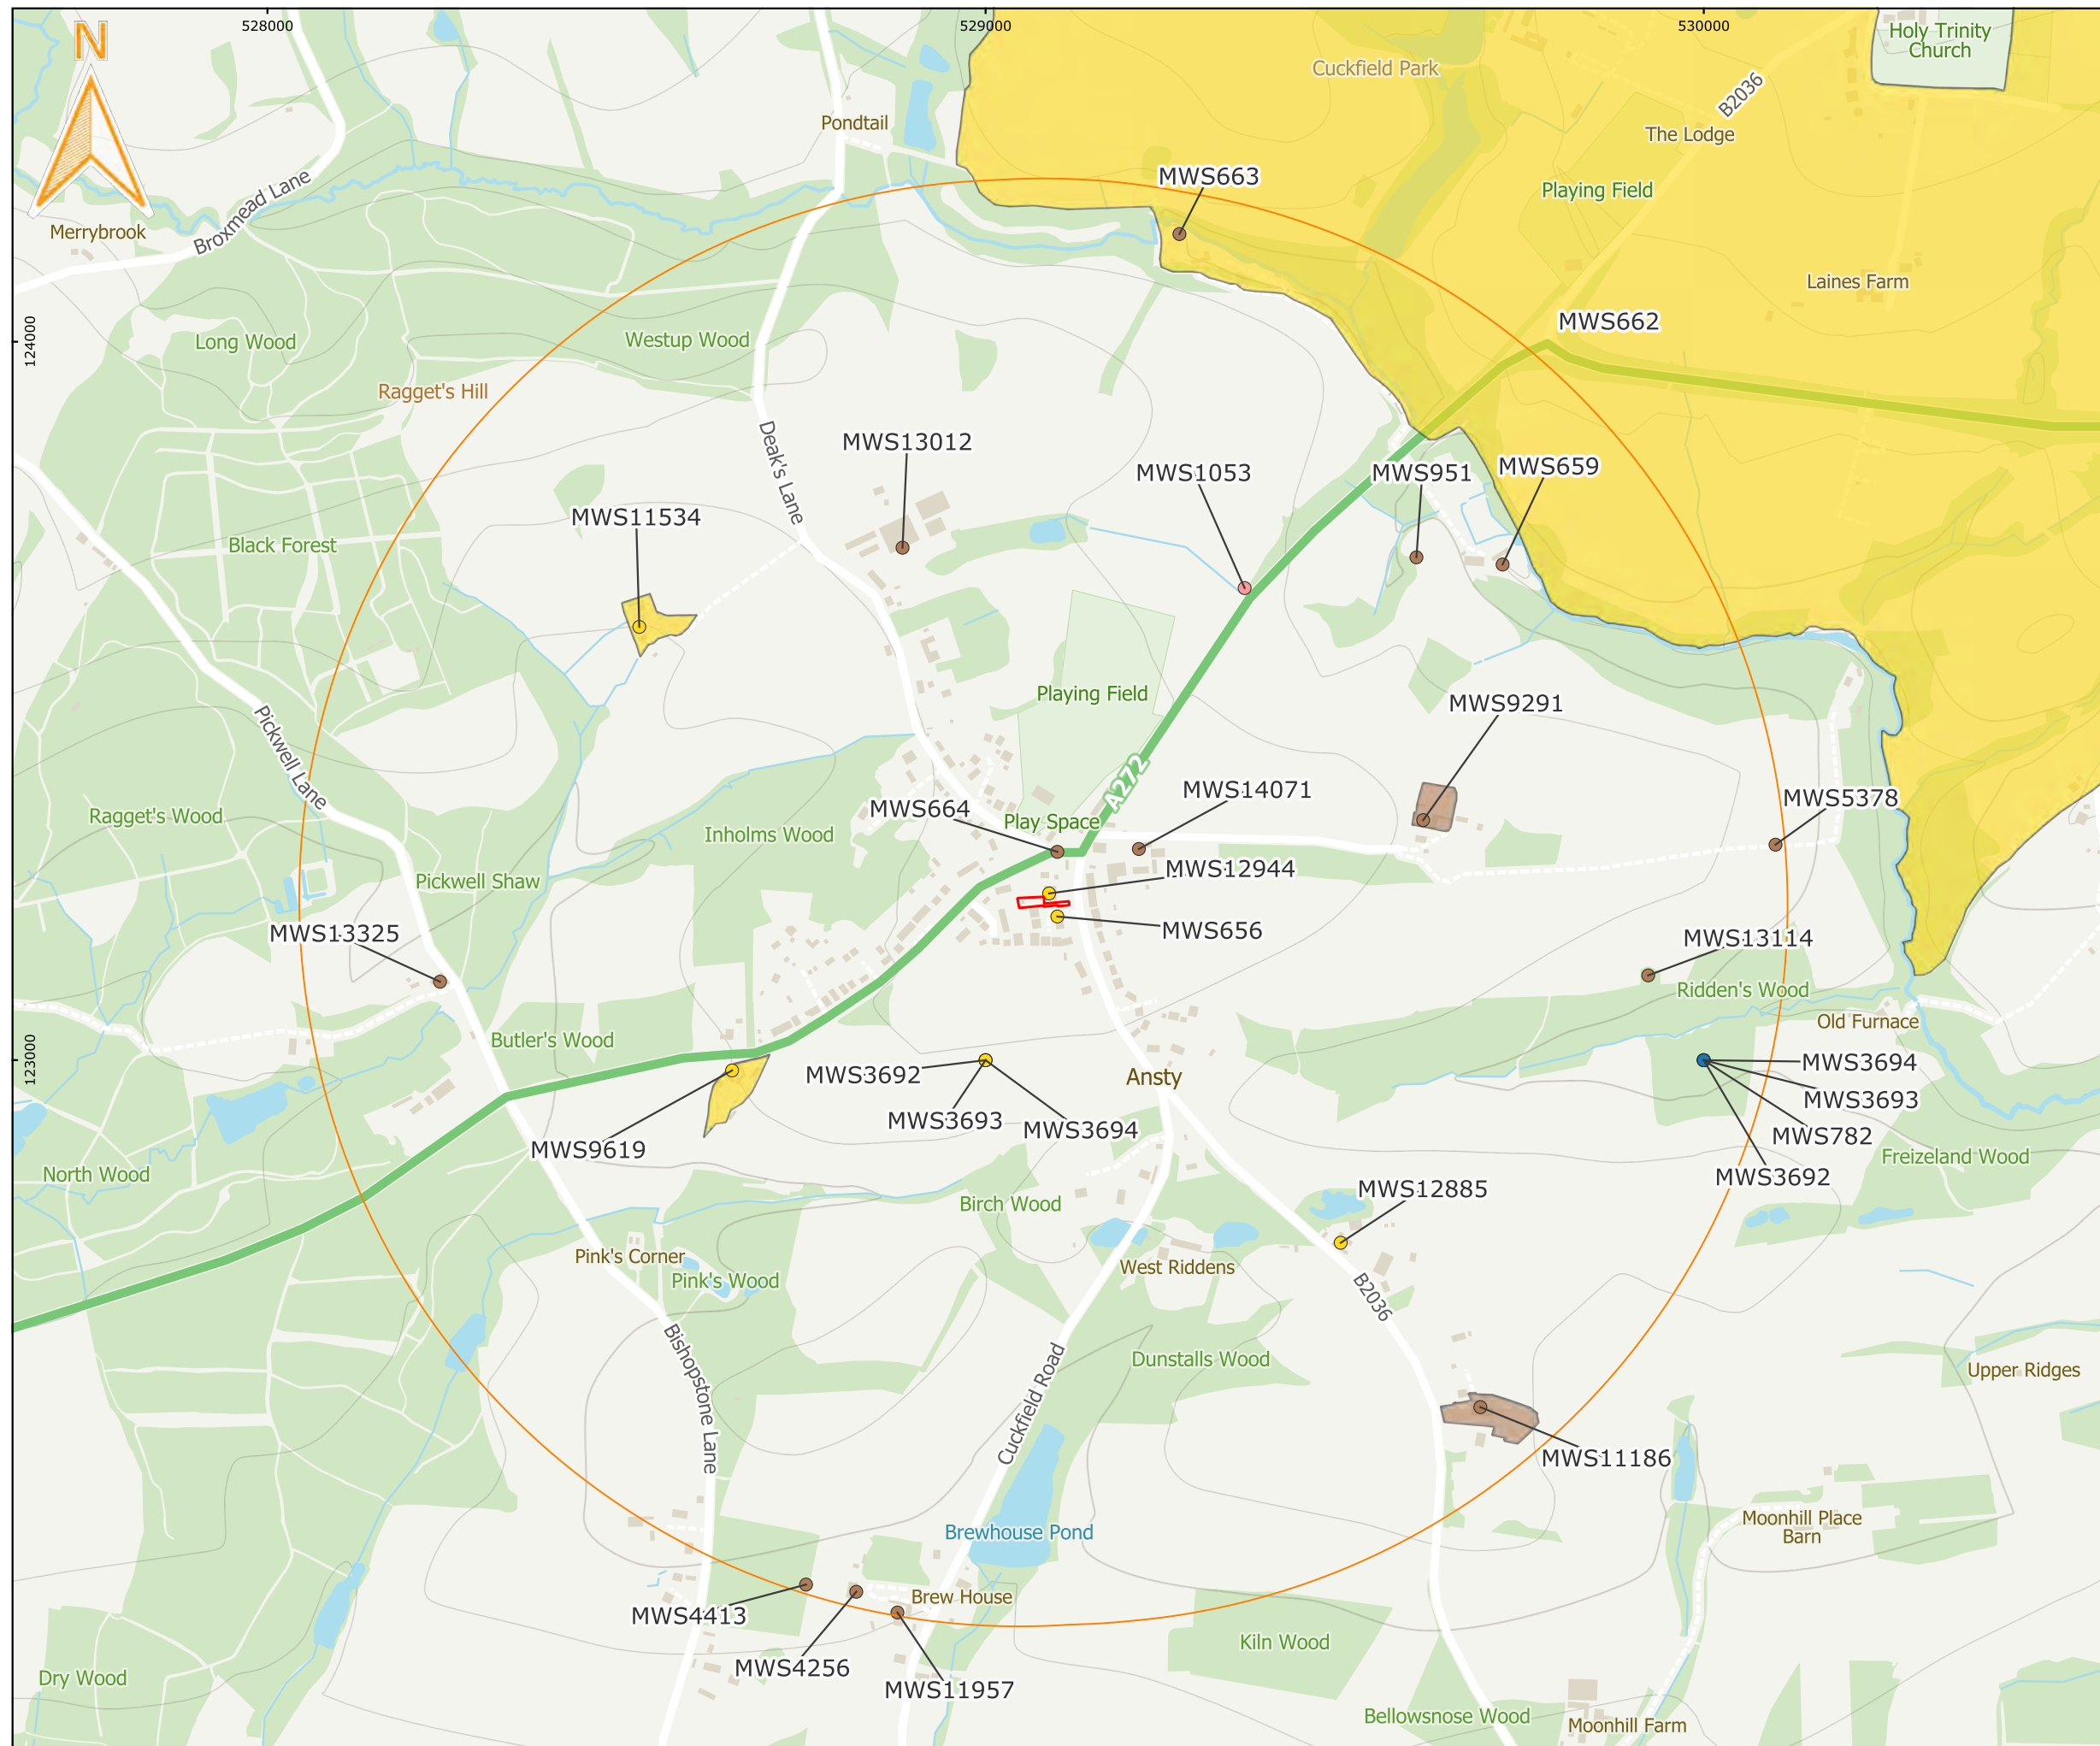 528000
529000
530000
N
Holy Trinity
Church
Cuckfield Park
B2036
Pondtail
The Lodge
MWS663
Playing Field
Broxmead Lane
Merrybrook
Laines Farm
124000
MWS662
Long Wood
Westup Wood
Ragget's Hill
Deak's Lane
MWS13012
MWS1053
MWS951
MWS659
MWS11534
Black Forest
Playing Field
MWS9291
Pickwell Lane
A272
MWS14071
MWS5378
MWS664
Ragget's Wood
Play Space
Inholms Wood
MWS12944
Pickwell Shaw
MWS13325
MWS656
MWS13114
Ridden's Wood
Old Furnace
Butler's Wood
123000
MWS3692
Ansty
MWS3694
MWS3693
MWS3693
MWS3694
MWS782
MWS9619
Freizeland Wood
North Wood
MWS3692
MWS12885
Birch Wood
Pink's Corner
West Riddens
Pink's Wood
B2036
Bishopstone Lane
Dunstalls Wood
Upper Ridges
Cuckfield Road
MWS11186
Brewhouse Pond
Moonhill Place
Barn
Brew House
MWS4413
Kiln Wood
MWS4256
Dry Wood
MWS11957
Bellowsnose Wood
Moonhill Farm